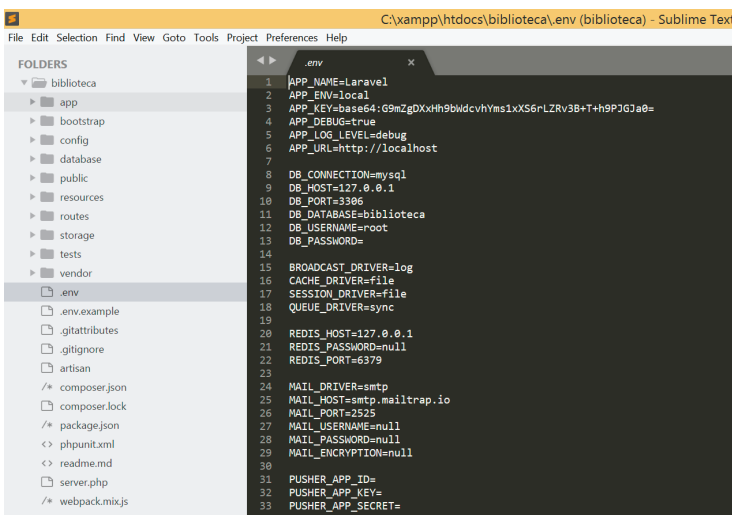 C:\xampp\htdocs\biblioteca\.env (biblioteca) - Sublime Text
File Edit Selection Find View Goto Tools Project Preferences Help
FOLDERS
biblioteca
app
bootstrap
config
database
public
resources
routes
storage
tests
vendor
.env
.env.example
.gitattributes
.gitignore
artisan
/* composer.json
composer.lock
/* package.json
<> phpunit.xml
<> readme.md
server.php
/* webpack.mix.js
.env ×
1 APP_NAME=Laravel
2 APP_ENV=local
3 APP_KEY=base64:G9mZgDXxHh9bWdcvhYms1xXS6rLZRv3B+T+h9PJGJa0=
4 APP_DEBUG=true
5 APP_LOG_LEVEL=debug
6 APP_URL=http://localhost
7
8 DB_CONNECTION=mysql
9 DB_HOST=127.0.0.1
10 DB_PORT=3306
11 DB_DATABASE=biblioteca
12 DB_USERNAME=root
13 DB_PASSWORD=
14
15 BROADCAST_DRIVER=log
16 CACHE_DRIVER=file
17 SESSION_DRIVER=file
18 QUEUE_DRIVER=sync
19
20 REDIS_HOST=127.0.0.1
21 REDIS_PASSWORD=null
22 REDIS_PORT=6379
23
24 MAIL_DRIVER=smtp
25 MAIL_HOST=smtp.mailtrap.io
26 MAIL_PORT=2525
27 MAIL_USERNAME=null
28 MAIL_PASSWORD=null
29 MAIL_ENCRYPTION=null
30
31 PUSHER_APP_ID=
32 PUSHER_APP_KEY=
33 PUSHER_APP_SECRET=